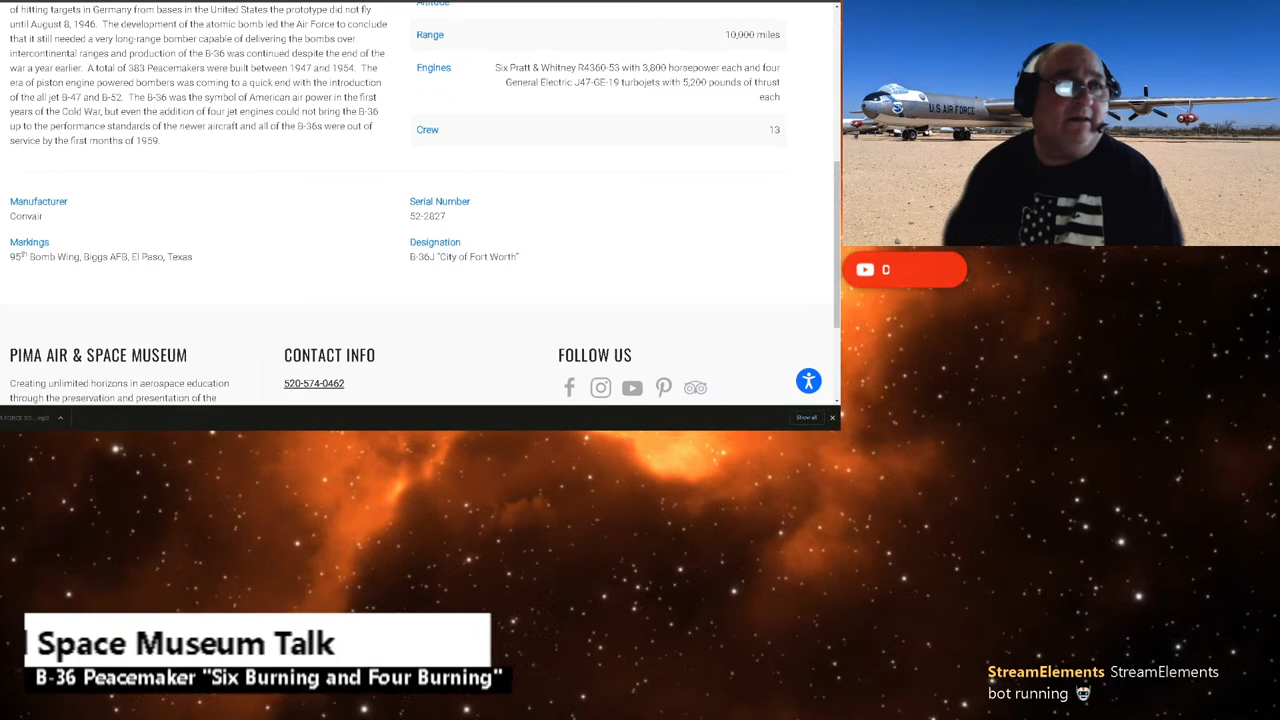 of hitting targets in Germany from bases in the United States the prototype did not fly
until August 8, 1946. The development of the atomic bomb led the Air Force to conclude
that it still needed a very long-range bomber capable of delivering the bombs over
intercontinental ranges and production of the B-36 was continued despite the end of the
war a year earlier. A total of 383 Peacemakers were built between 1947 and 1954. The
era of piston engine powered bombers was coming to a quick end with the introduction
of the all jet B-47 and B-52. The B-36 was the symbol of American air power in the first
years of the Cold War, but even the addition of four jet engines could not bring the B-36
up to the performance standards of the newer aircraft and all of the B-36s were out of
service by the first months of 1959.
Altitude
Range 10,000 miles
Engines Six Pratt & Whitney R4360-53 with 3,800 horsepower each and four
General Electric J47-GE-19 turbojets with 5,200 pounds of thrust
each
Crew 13
Manufacturer
Convair
Serial Number
52-2827
Markings
95th Bomb Wing, Biggs AFB, El Paso, Texas
Designation
B-36J "City of Fort Worth"
PIMA AIR & SPACE MUSEUM
Creating unlimited horizons in aerospace education
through the preservation and presentation of the
CONTACT INFO
520-574-0462
FOLLOW US
R FORCE SO....mp3
Show all
U.S. AIR FORCE
0
Space Museum Talk
B-36 Peacemaker "Six Burning and Four Burning"
StreamElements StreamElements
bot running